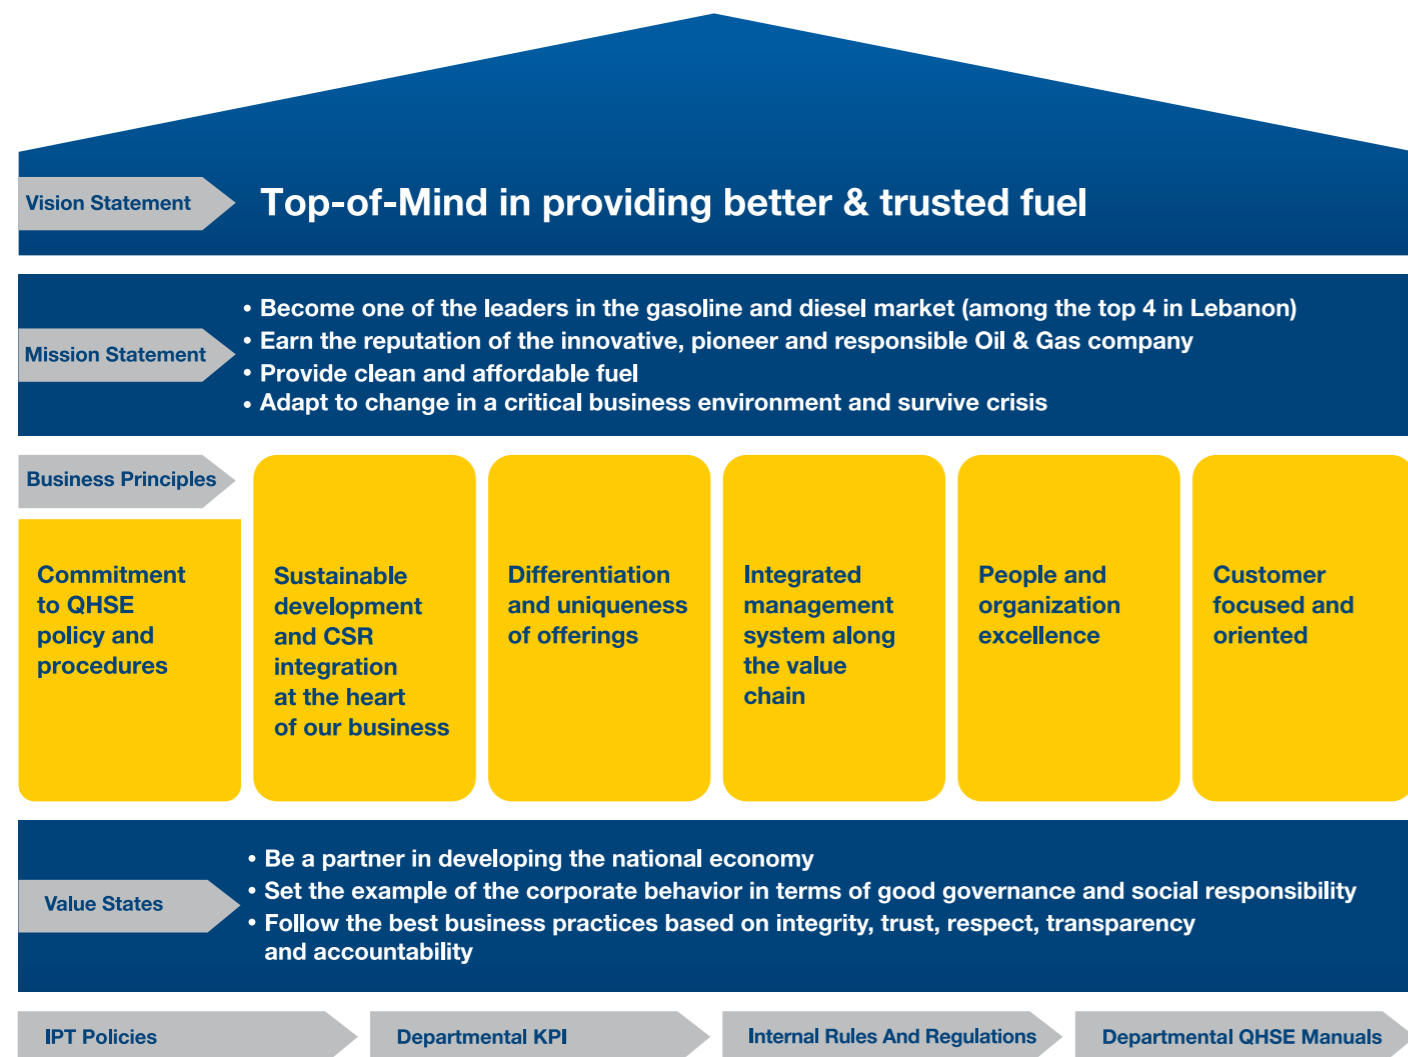 Vision Statement
Top-of-Mind in providing better & trusted fuel
Mission Statement
• Become one of the leaders in the gasoline and diesel market (among the top 4 in Lebanon)
• Earn the reputation of the innovative, pioneer and responsible Oil & Gas company
• Provide clean and affordable fuel
• Adapt to change in a critical business environment and survive crisis
Business Principles
Commitment
to QHSE
policy and
procedures
Sustainable
development
and CSR
integration
at the heart
of our business
Differentiation
and uniqueness
of offerings
Integrated
management
system along
the value
chain
People and
organization
excellence
Customer
focused and
oriented
Value States
• Be a partner in developing the national economy
• Set the example of the corporate behavior in terms of good governance and social responsibility
• Follow the best business practices based on integrity, trust, respect, transparency
and accountability
IPT Policies
Departmental KPI
Internal Rules And Regulations
Departmental QHSE Manuals